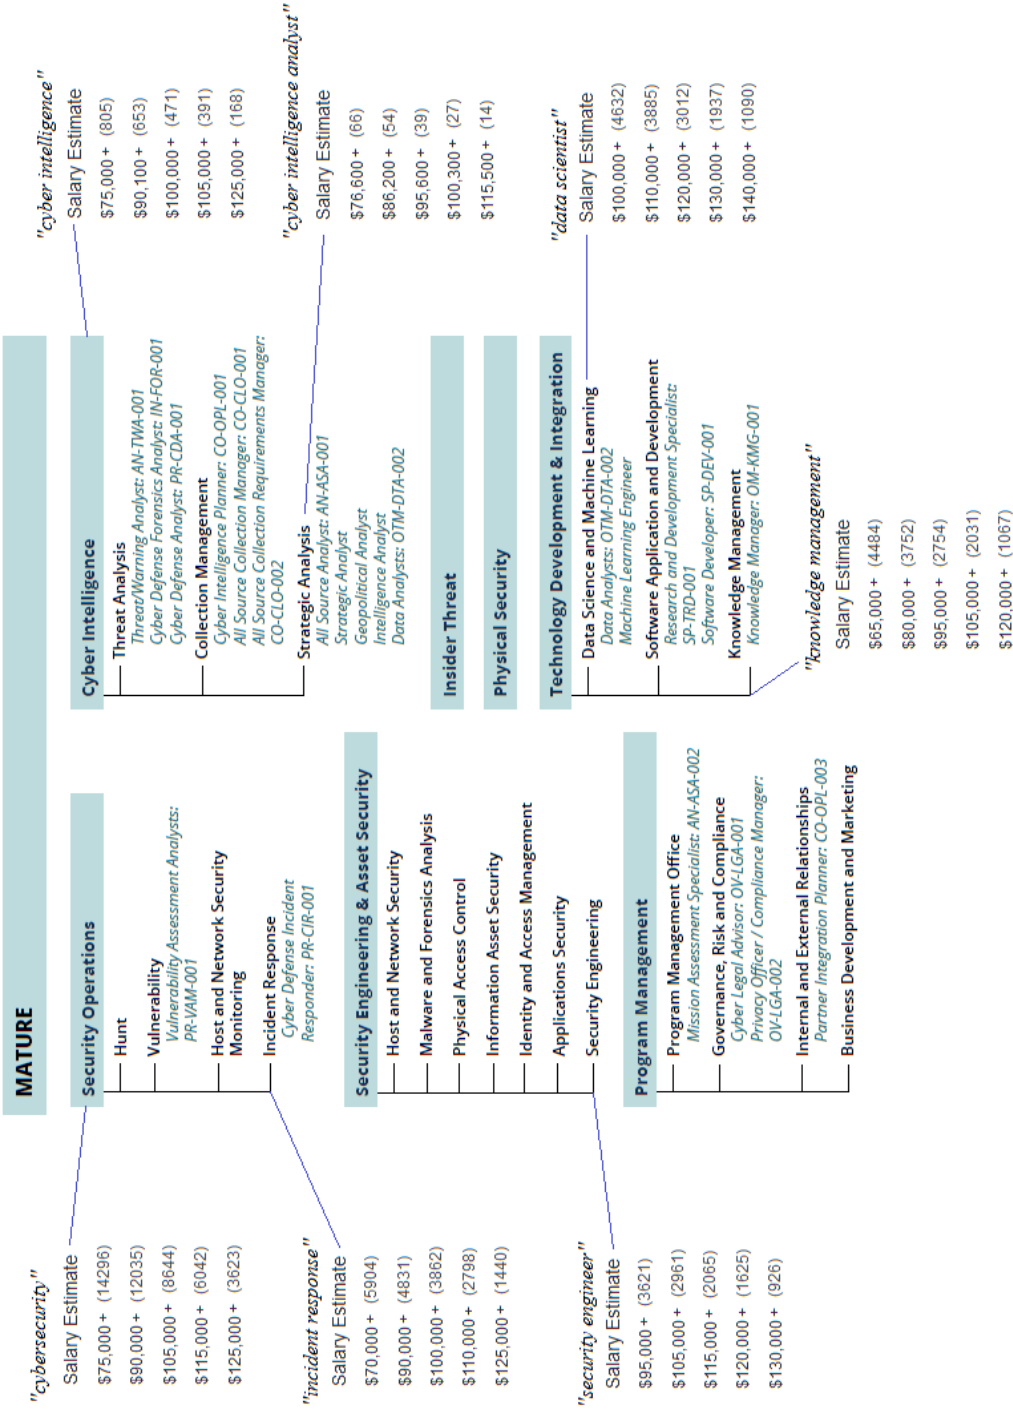 MATURE
"cybersecurity"
Salary Estimate
$75,000+ (14296)
$90,000+ (12035)
$105,000+ (8644)
$115,000+ (6042)
$125,000+ (3623)
"incident response"
Salary Estimate
$70,000+ (5904)
$90,000+ (4831)
$100,000+ (3862)
$110,000+ (2798)
$125,000+ (1440)
"security engineer"
Salary Estimate
$95,000+ (3621)
$105,000+ (2961)
$115,000+ (2065)
$120,000+ (1625)
$130,000+ (926)
Security Operations
Hunt
Vulnerability
Vulnerability Assessment Analysts:
PR-VAM-001
Host and Network Security
Monitoring
Incident Response
Cyber Defense Incident
Responder: PR-CIR-001
Security Engineering & Asset Security
Host and Network Security
Malware and Forensics Analysis
Physical Access Control
Information Asset Security
Identity and Access Management
Applications Security
Security Engineering
Program Management
Program Management Office
Mission Assessment Specialist: AN-ASA-002
Governance, Risk and Compliance
Cyber Legal Advisor: OV-LGA-001
Privacy Officer / Compliance Manager:
OV-LGA-002
Internal and External Relationships
Partner Integration Planner: CO-OPL-003
Business Development and Marketing
Cyber Intelligence
Threat Analysis
Threat/Warning Analyst: AN-TWA-001
Cyber Defense Forensics Analyst: IN-FOR-001
Cyber Defense Analyst: PR-CDA-001
Collection Management
Cyber Intelligence Planner: CO-OPL-001
All Source Collection Manager: CO-CLO-001
All Source Collection Requirements Manager:
CO-CLO-002
Strategic Analysis
All Source Analyst: AN-ASA-001
Strategic Analyst
Geopolitical Analyst
Intelligence Analyst
Data Analysts: OTM-DTA-002
Insider Threat
Physical Security
Technology Development & Integration
Data Science and Machine Learning
Data Analysts: OTM-DTA-002
Machine Learning Engineer
Software Application and Development
Research and Development Specialist:
SP-TRD-001
Software Developer: SP-DEV-001
Knowledge Management
Knowledge Manager: OM-KMG-001
"knowledge management"
Salary Estimate
$65,000+ (4484)
$80,000+ (3752)
$95,000+ (2754)
$105,000+ (2031)
$120,000+ (1067)
"cyber intelligence"
Salary Estimate
$75,000+ (805)
$90,100+ (653)
$100,000+ (471)
$105,000+ (391)
$125,000+ (168)
"cyber intelligence analyst"
Salary Estimate
$76,600+ (66)
$86,200+ (54)
$95,600+ (39)
$100,300+ (27)
$115,500+ (14)
"data scientist"
Salary Estimate
$100,000+ (4632)
$110,000+ (3885)
$120,000+ (3012)
$130,000+ (1937)
$140,000+ (1090)